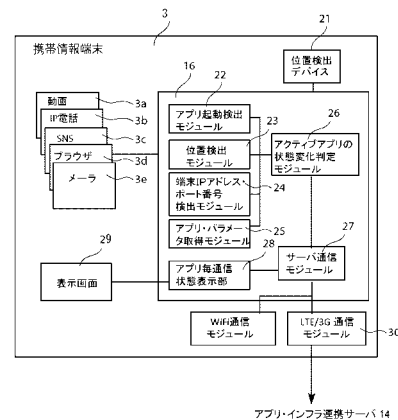 3
携帯情報端末
21
位置検出
デバイス
動画
3a
IP電話
3b
SNS
3c
ブラウザ
3d
メーラ
3e
16
22
アプリ起動検出
モジュール
23
位置検出
モジュール
端末IPアドレス・
ポート番号
検出モジュール
24
アプリ・パラメー
タ取得モジュール
25
26
アクティブアプリの
状態変化判定モ
ジュール
27
サーバ通信
モジュール
28
アプリ毎通信
状態表示部
29
表示画面
WiFi通信
モジュール
LTE/3G 通信
モジュール
30
アプリ・インフラ連携サーバ 14